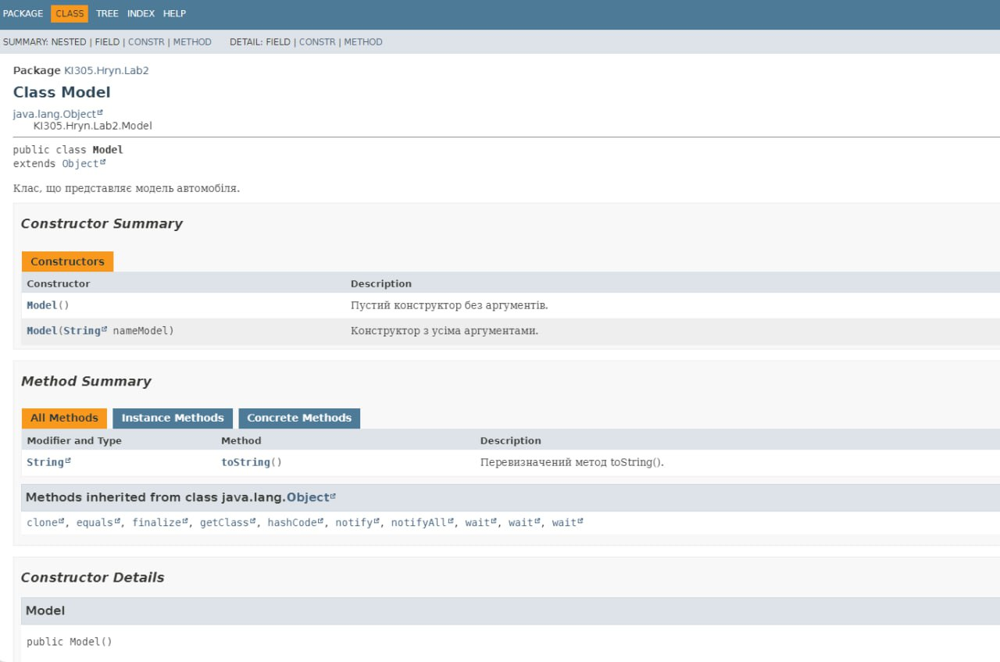 PACKAGE CLASS TREE INDEX HELP
SUMMARY: NESTED | FIELD | CONSTR | METHOD DETAIL: FIELD | CONSTR | METHOD
Package KI305.Hryn.Lab2
Class Model
java.lang.Object
KI305.Hryn.Lab2.Model
public class Model
extends Object
Клас, що представляє модель автомобіля.
Constructor Summary
Constructors
Constructor Description
Model() Пустий конструктор без аргументів.
Model(String nameModel) Конструктор з усіма аргументами.
Method Summary
All Methods Instance Methods Concrete Methods
Modifier and Type Method Description
String toString() Перевизначений метод toString().
Methods inherited from class java.lang.Object
clone, equals, finalize, getClass, hashCode, notify, notifyAll, wait, wait, wait
Constructor Details
Model
public Model()